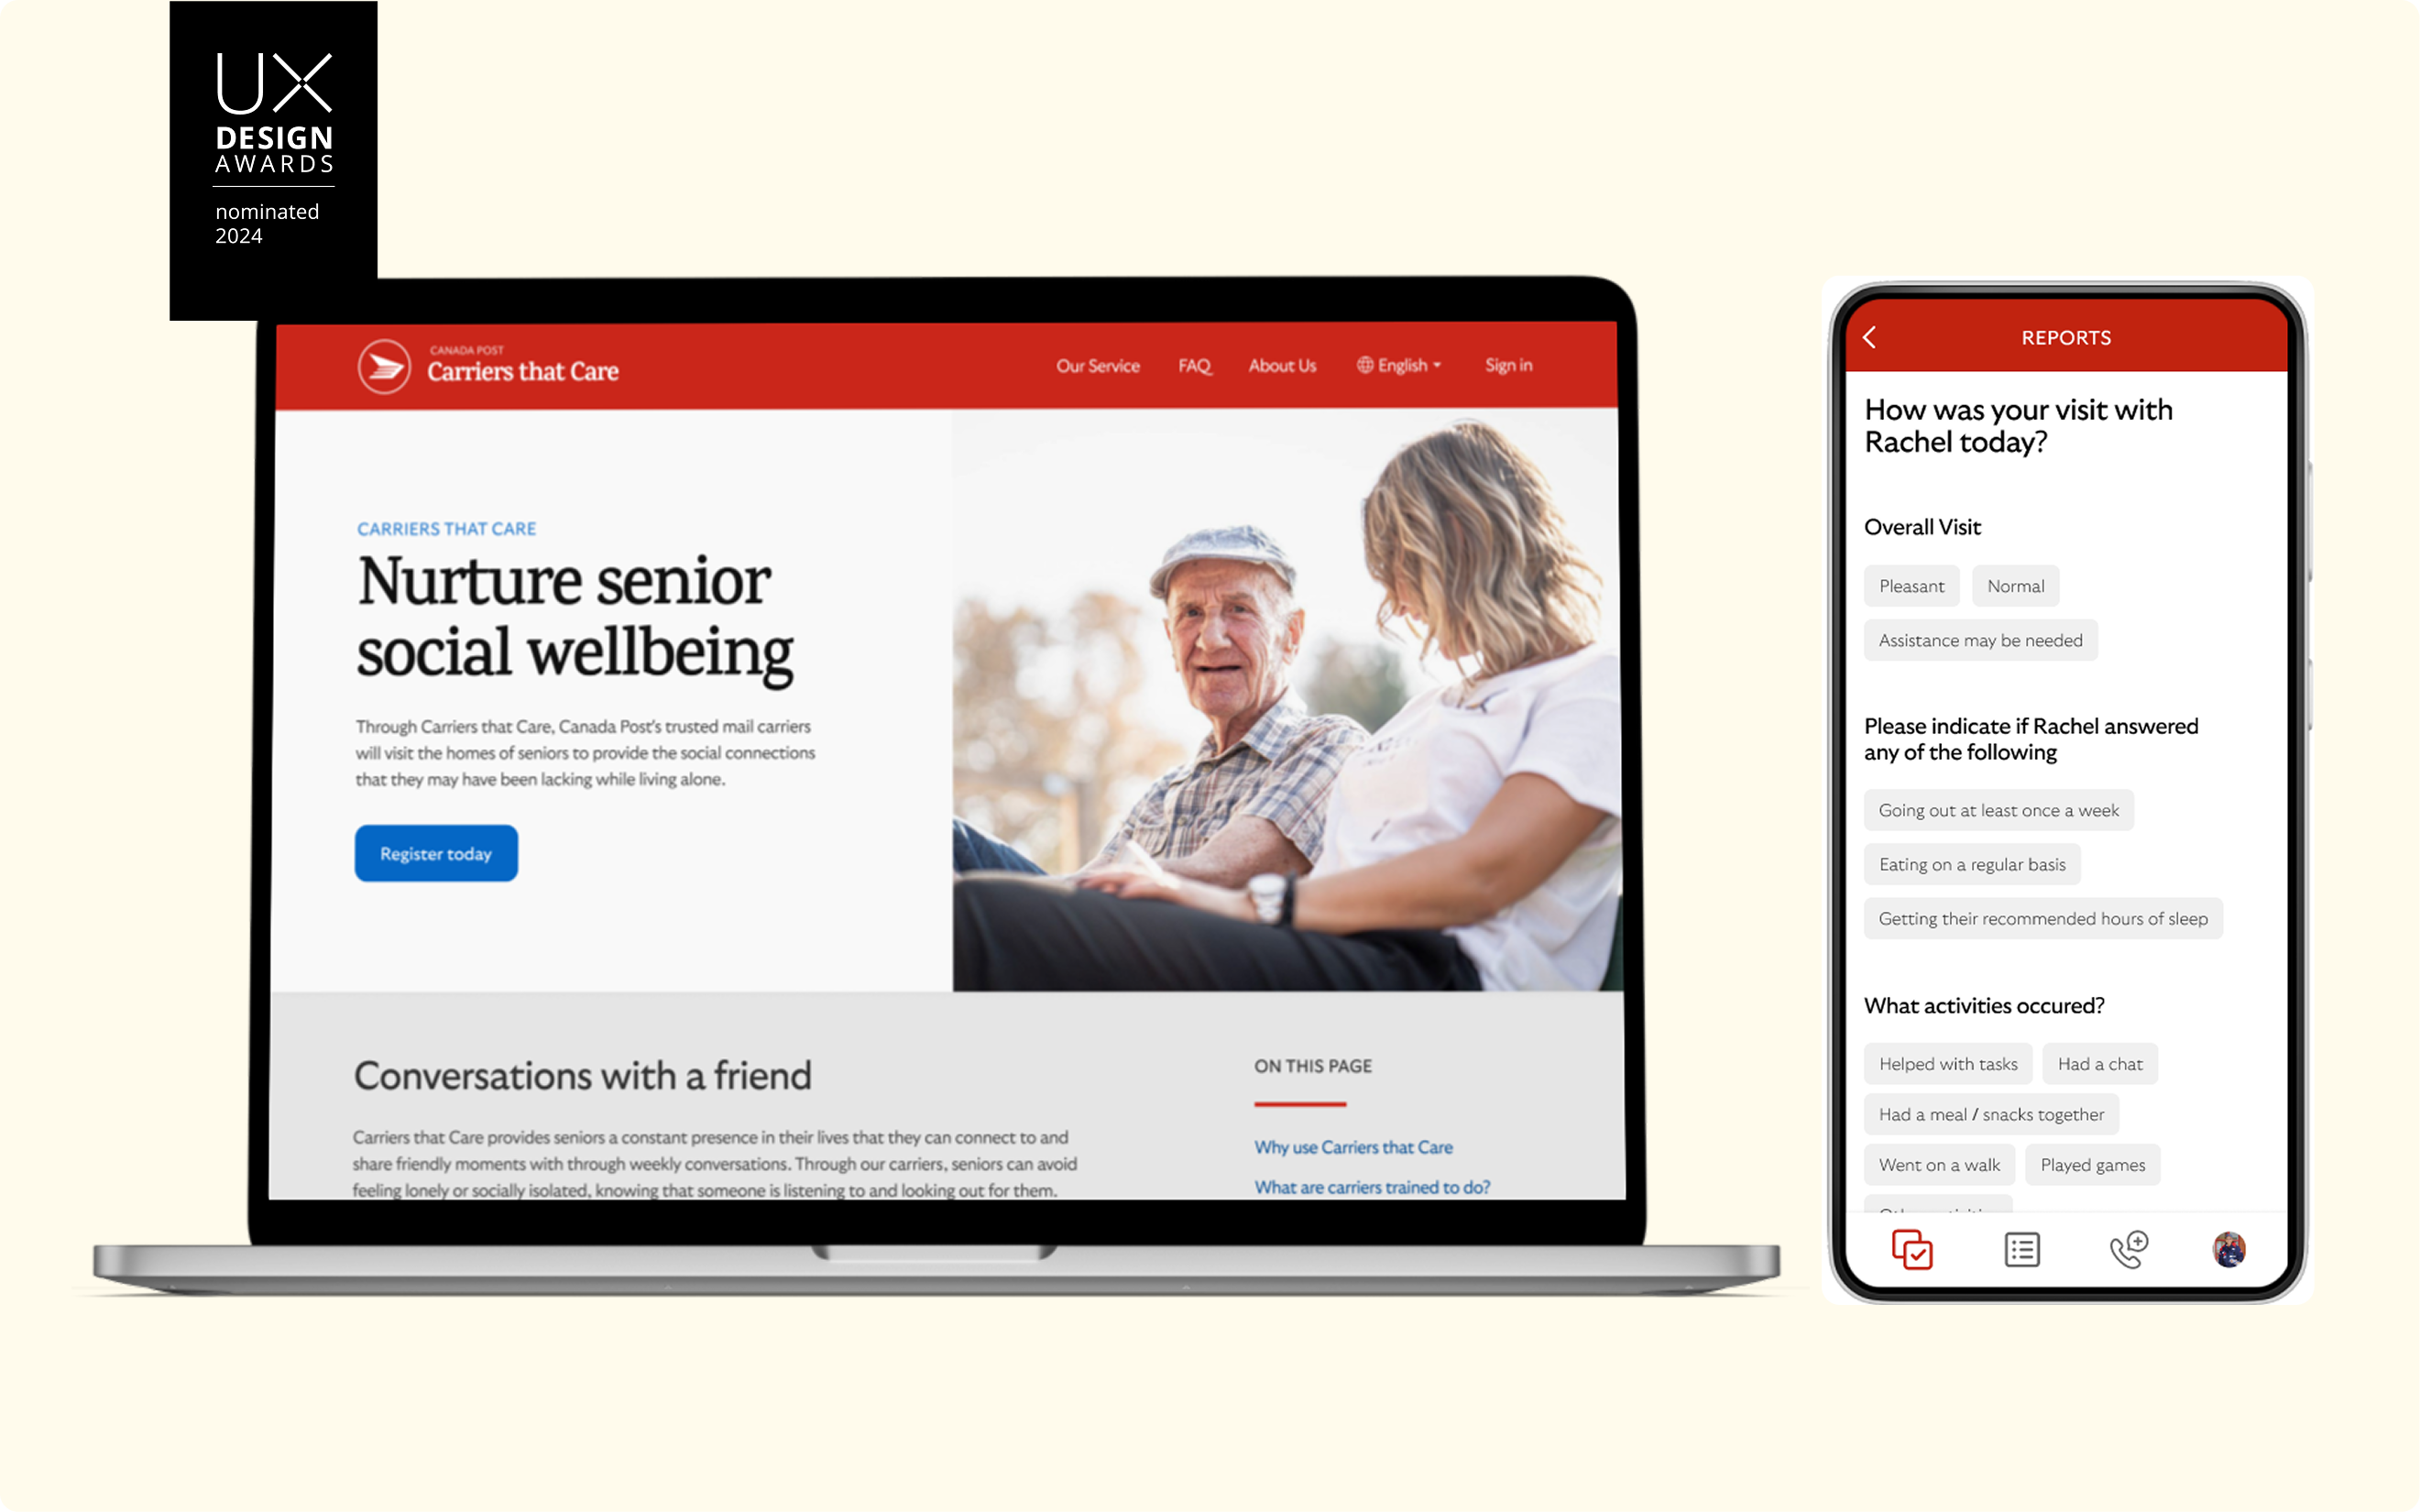 UX
DESIGN
AWARDS
nominated
2024
CANADA POST
Carriers that Care
Our Service
FAQ
About Us
English
Sign in
CARRIERS THAT CARE
Nurture senior
social wellbeing
Through Carriers that Care, Canada Post's trusted mail carriers
will visit the homes of seniors to provide the social connections
that they may have been lacking while living alone.
Register today
Conversations with a friend
Carriers that Care provides seniors a constant presence in their lives that they can connect to and
share friendly moments with through weekly conversations. Through our carriers, seniors can avoid
feeling lonely or socially isolated, knowing that someone is listening to and looking out for them.
ON THIS PAGE
Why use Carriers that Care
What are carriers trained to do?
REPORTS
How was your visit with
Rachel today?
Overall Visit
Pleasant
Normal
Assistance may be needed
Please indicate if Rachel answered
any of the following
Going out at least once a week
Eating on a regular basis
Getting their recommended hours of sleep
What activities occured?
Helped with tasks
Had a chat
Had a meal / snacks together
Went on a walk
Played games